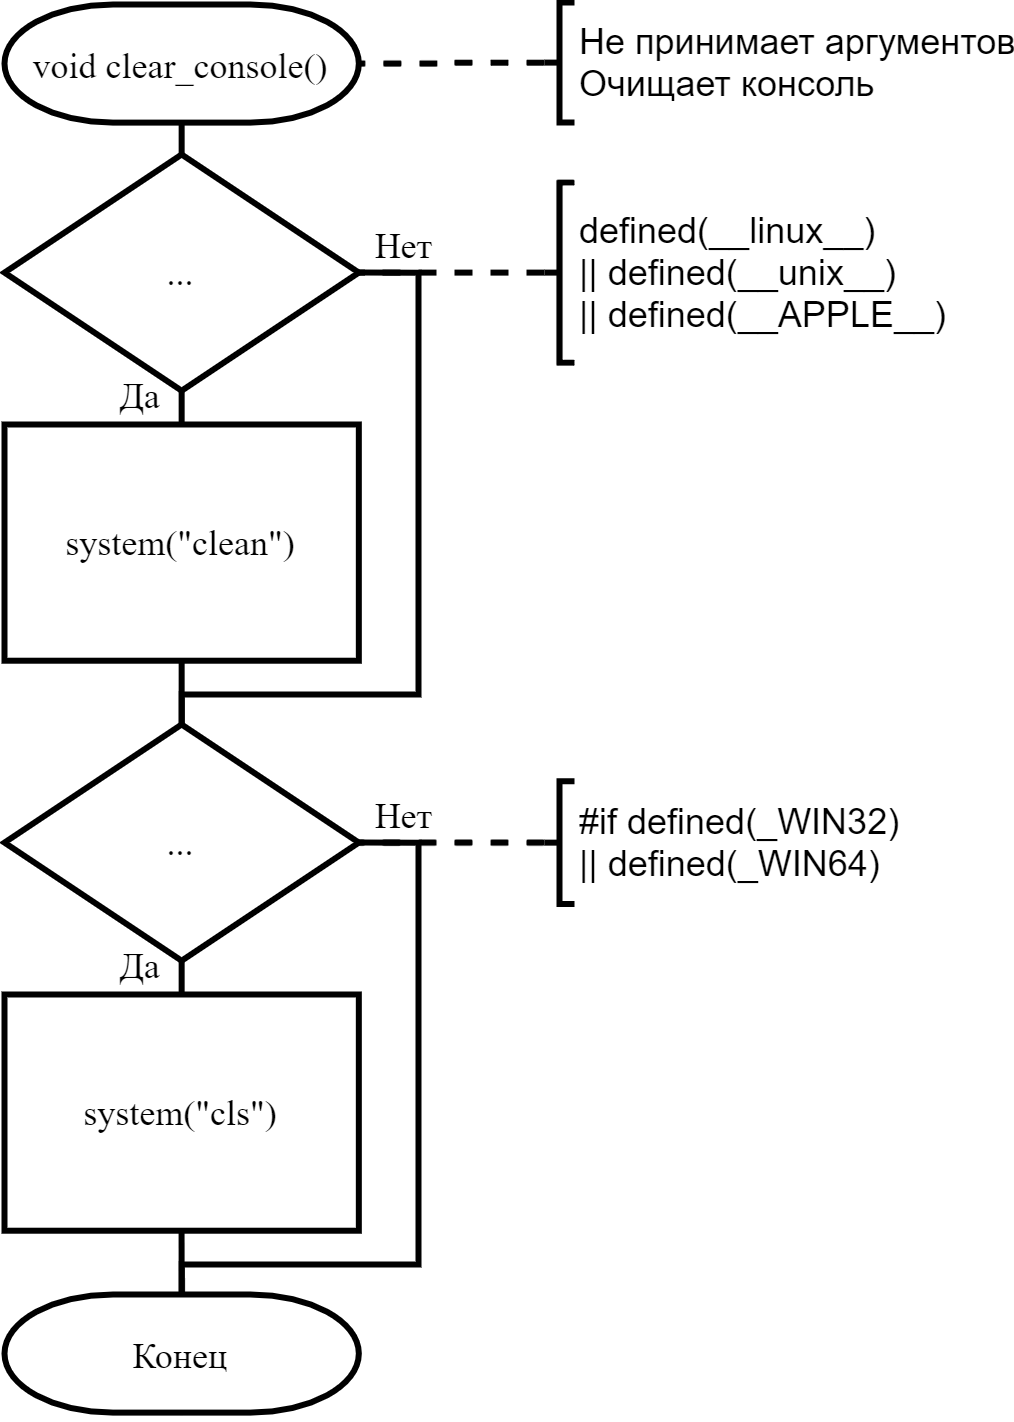 void clear_console()
Не принимает аргументов
Очищает консоль
...
Нет
defined(__linux__)
|| defined(__unix__)
|| defined(__APPLE__)
Да
system("clean")
...
Нет
#if defined(_WIN32)
|| defined(_WIN64)
Да
system("cls")
Конец